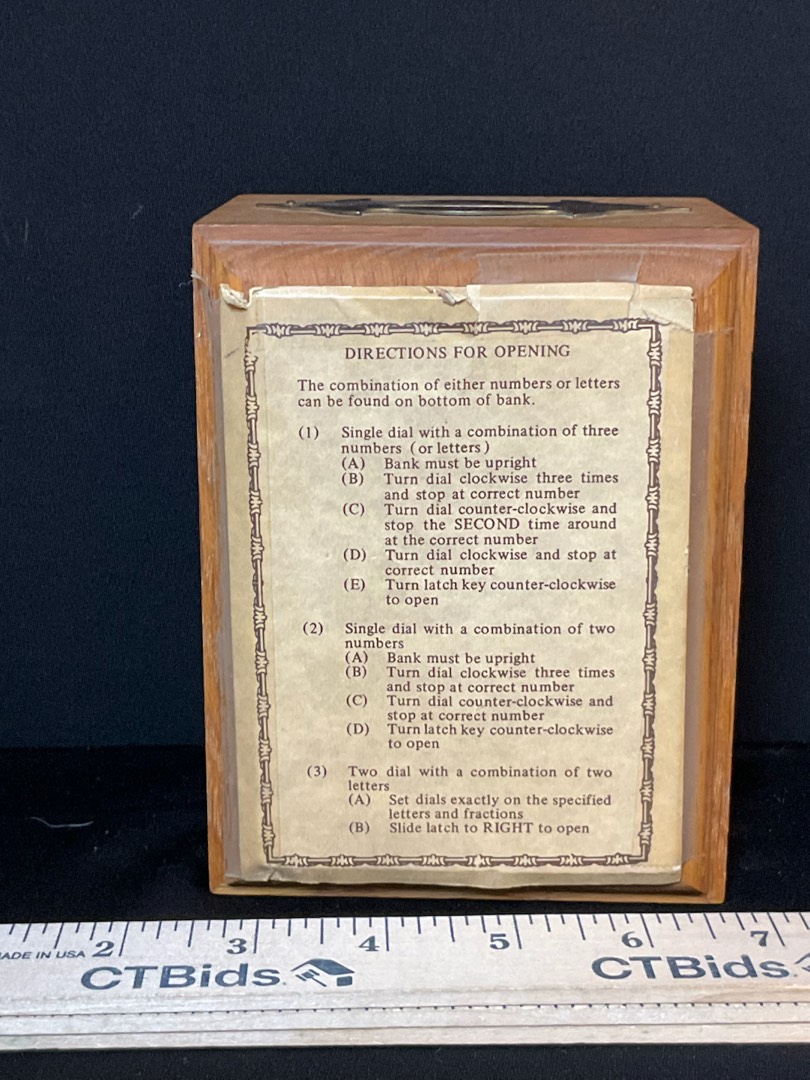 DIRECTIONS FOR OPENING
The combination of either numbers or letters
can be found on bottom of bank.
(1) Single dial with a combination of three
numbers (or letters)
(A) Bank must be upright
(B) Turn dial clockwise three times
and stop at correct number
(C) Turn dial counter-clockwise and
stop the SECOND time around
at the correct number
(D) Turn dial clockwise and stop at
correct number
(E) Turn latch key counter-clockwise
to open
(2) Single dial with a combination of two
numbers
(A) Bank must be upright
(B) Turn dial clockwise three times
and stop at correct number
(C) Turn dial counter-clockwise and
stop at correct number
(D) Turn latch key counter-clockwise
to open
(3) Two dial with a combination of two
letters
(A) Set dials exactly on the specified
letters and fractions
(B) Slide latch to RIGHT to open
MADE IN USA 2 3 4 5 6 7
CTBids. CTBids.